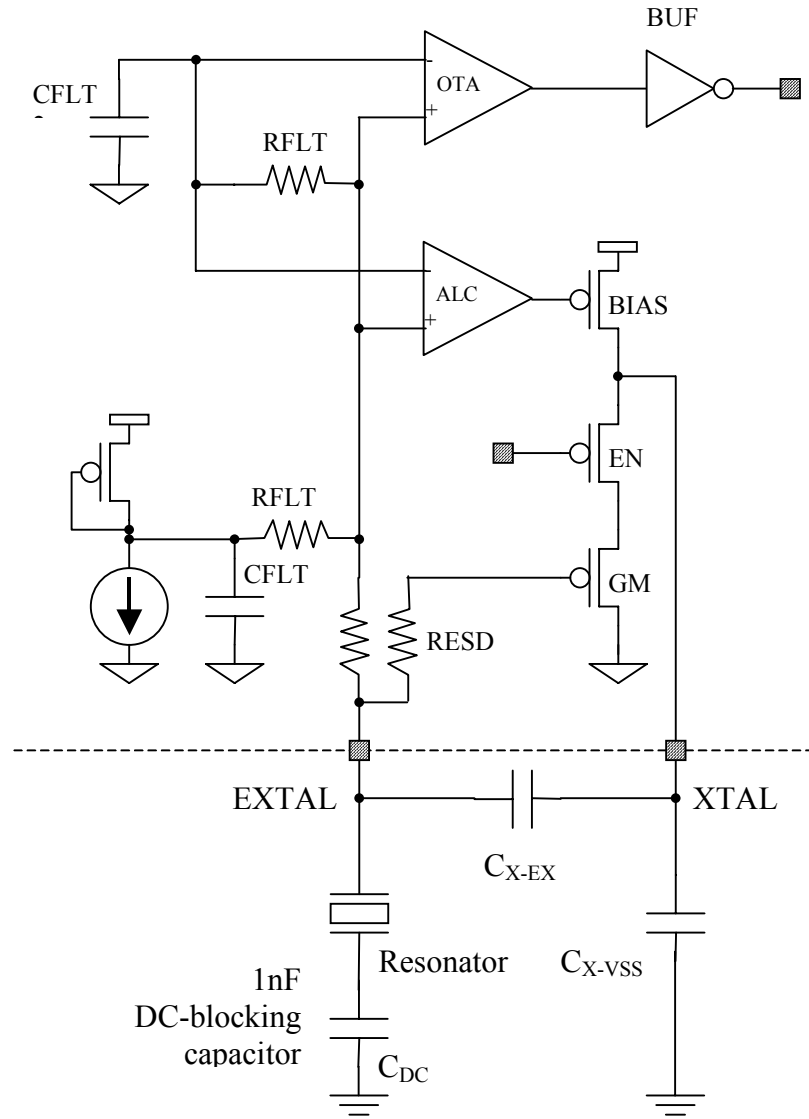 BUF
CFLT
-
OTA
+
RFLT
-
ALC
+
BIAS
EN
RFLT
CFLT
GM
RESD
EXTAL
XTAL
C_X-EX
Resonator
C_X-VSS
1nF
DC-blocking
capacitor
C_DC